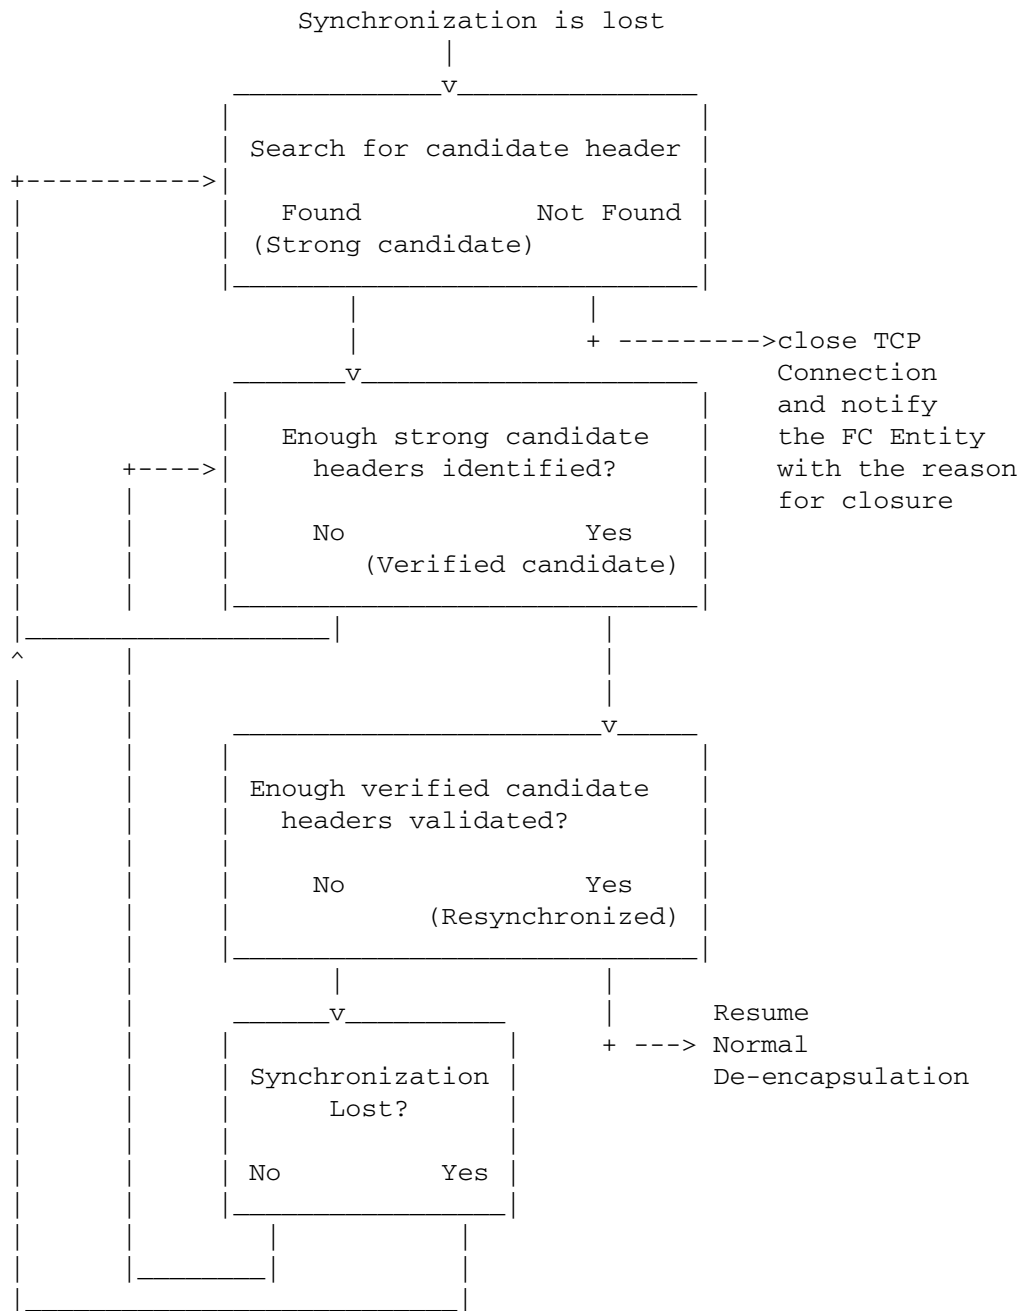 Synchronization is lost
Search for candidate header
Found Not Found
(Strong candidate)
close TCP
Connection
and notify
the FC Entity
with the reason
for closure
Enough strong candidate
headers identified?
No Yes
(Verified candidate)
Enough verified candidate
headers validated?
No Yes
(Resynchronized)
Resume
Normal
De-encapsulation
Synchronization
Lost?
No Yes